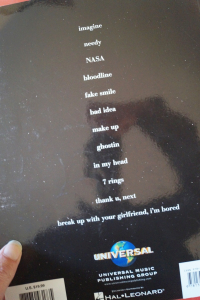 imagine
needy
NASA
bloodline
fake smile
bad idea
make up
ghostin
in my head
7 rings
thank u, next
break up with your girlfriend, i'm bored
UNIVERSAL
UNIVERSAL MUSIC
PUBLISHING GROUP
HAL•LEONARD®